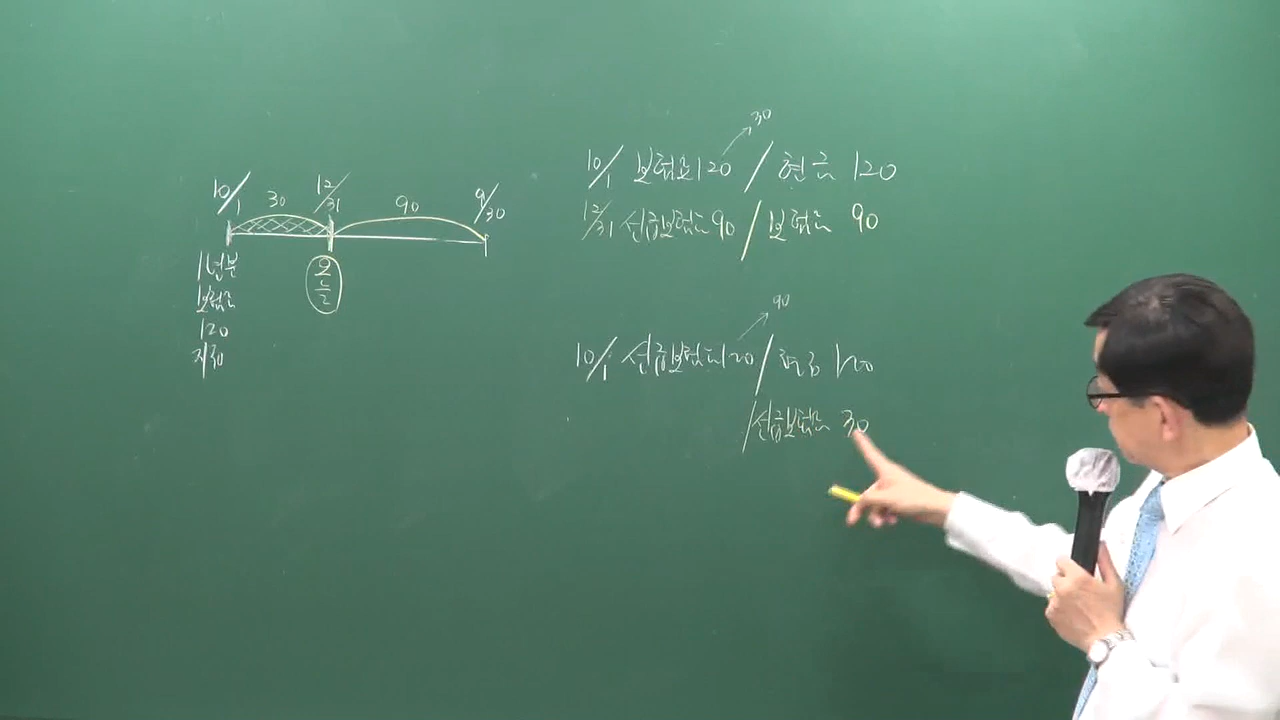 10/1 30 12/31 90 9/30
1년분
보험료
120
지급
오늘
30
10/1 보험료 120 / 현금 120
12/31 선급보험료 90 / 보험료 90
90
10/1 선급보험료 120 / 현금 120
/ 선급보험료 30